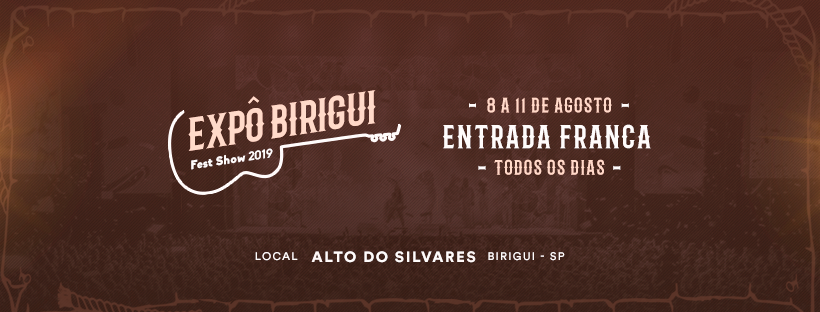 EXPÔ BIRIGUI
Fest Show 2019
8 A 11 DE AGOSTO
ENTRADA FRANCA
TODOS OS DIAS
LOCAL ALTO DO SILVARES BIRIGUI - SP